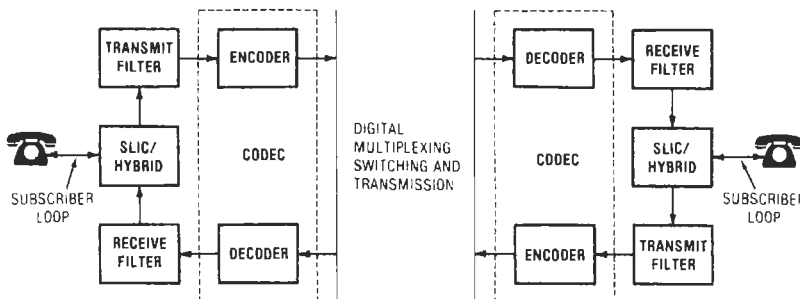 TRANSMIT
FILTER
ENCODER
DECODER
RECEIVE
FILTER
SLIC/
HYBRID
CODEC
DIGITAL
MULTIPLEXING
SWITCHING AND
TRANSMISSION
CODEC
SLIC/
HYBRID
SUBSCRIBER
LOOP
SUBSCRIBER
LOOP
RECEIVE
FILTER
DECODER
ENCODER
TRANSMIT
FILTER